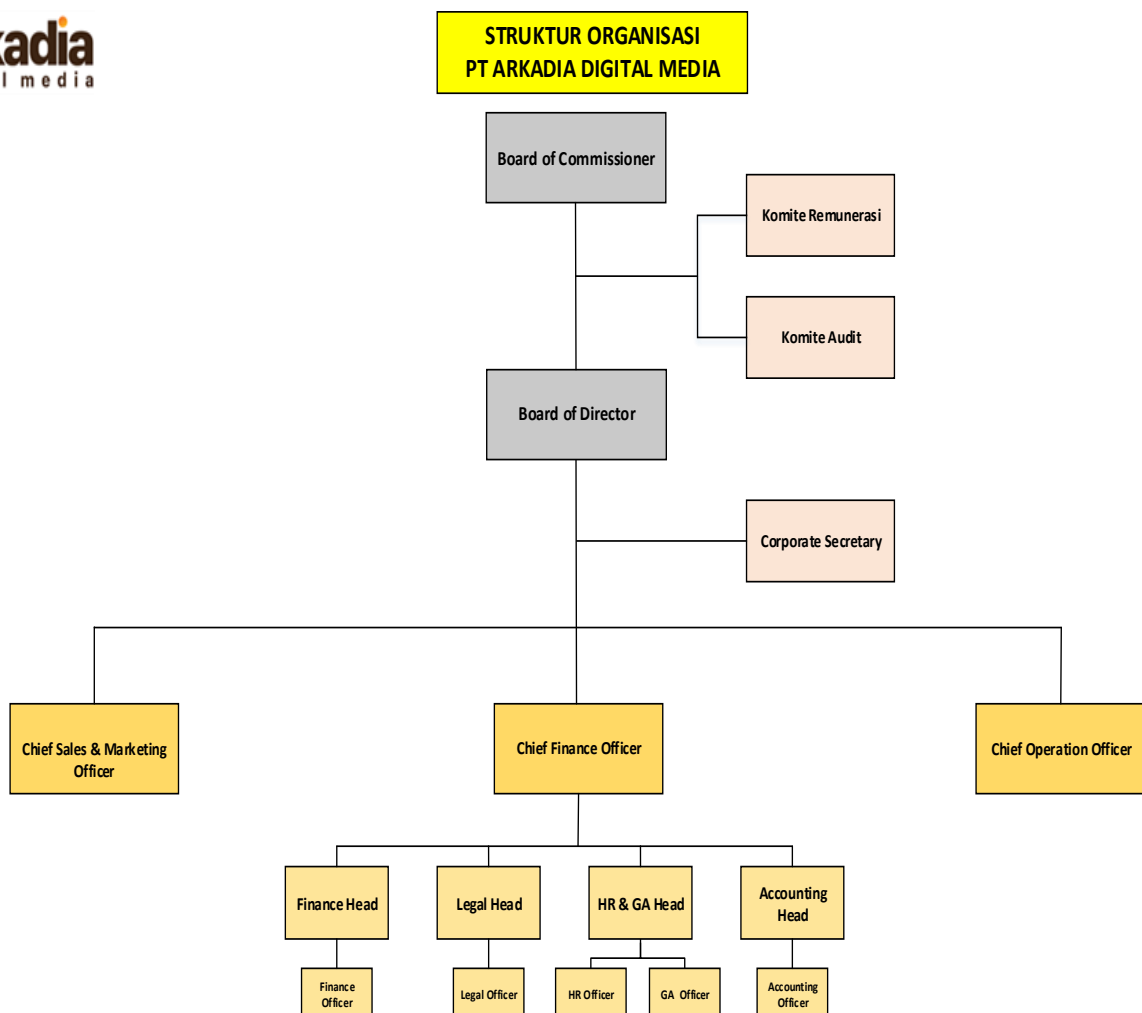 kadia
l media
STRUKTUR ORGANISASI
PT ARKADIA DIGITAL MEDIA
Board of Commissioner
Komite Remunerasi
Komite Audit
Board of Director
Corporate Secretary
Chief Sales & Marketing
Officer
Chief Finance Officer
Chief Operation Officer
Finance Head
Legal Head
HR & GA Head
Accounting
Head
Finance
Officer
Legal Officer
HR Officer
GA Officer
Accounting
Officer